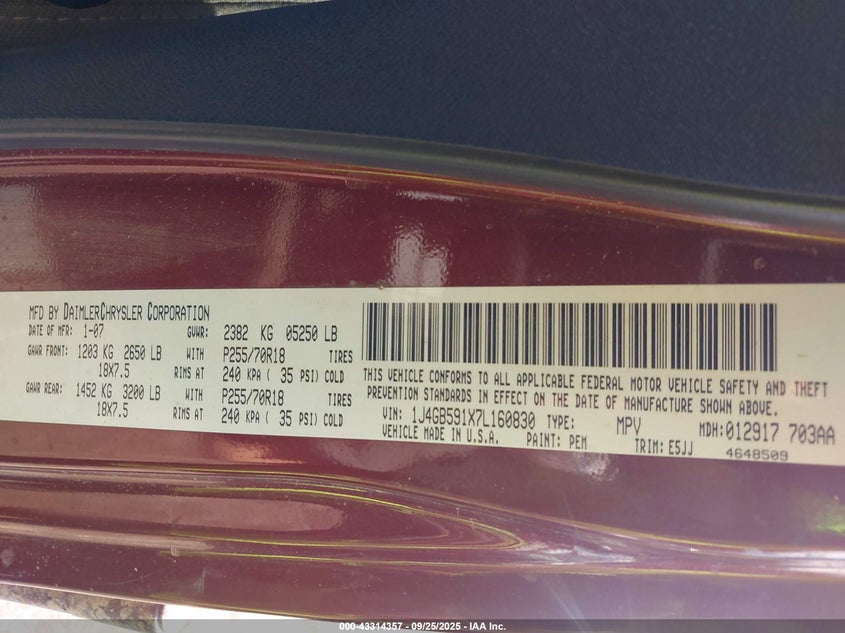 MFD BY DAIMLERCHRYSLER CORPORATION
DATE OF MFR: 1-07 GVWR: 2382 KG 05250 LB
GAWR FRONT: 1203 KG 2650 LB WITH P255/70R18 TIRES
18X7.5 RIMS AT 240 KPA ( 35 PSI) COLD
GAWR REAR: 1452 KG 3200 LB WITH P255/70R18 TIRES
18X7.5 RIMS AT 240 KPA ( 35 PSI) COLD
THIS VEHICLE CONFORMS TO ALL APPLICABLE FEDERAL MOTOR VEHICLE SAFETY AND THEFT
PREVENTION STANDARDS IN EFFECT ON THE DATE OF MANUFACTURE SHOWN ABOVE.
VIN: 1J4GB591X7L160830 TYPE: MPV MDH: 012917 703AA
VEHICLE MADE IN U.S.A. PAINT: PEM TRIM: E5JJ 4648509
000-43314357 - 09/25/2025 - IAA Inc.